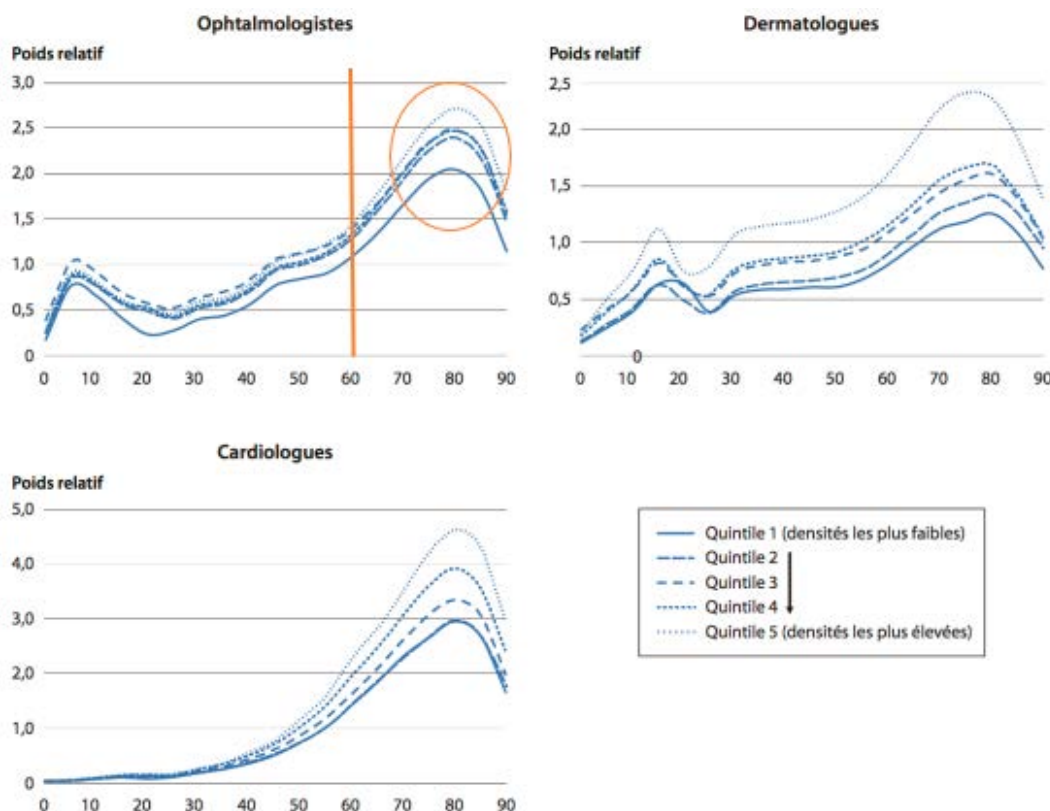 Ophtalmologistes
Poids relatif
3,0
2,5
2,0
1,5
1,0
0,5
0
0 10 20 30 40 50 60 70 80 90
Dermatologues
Poids relatif
2,5
2,0
1,5
1,0
0,5
0
0 10 20 30 40 50 60 70 80 90
Cardiologues
Poids relatif
5,0
4,0
3,0
2,0
1,0
0
0 10 20 30 40 50 60 70 80 90
Quintile 1 (densités les plus faibles)
Quintile 2
Quintile 3
Quintile 4
Quintile 5 (densités les plus élevées)